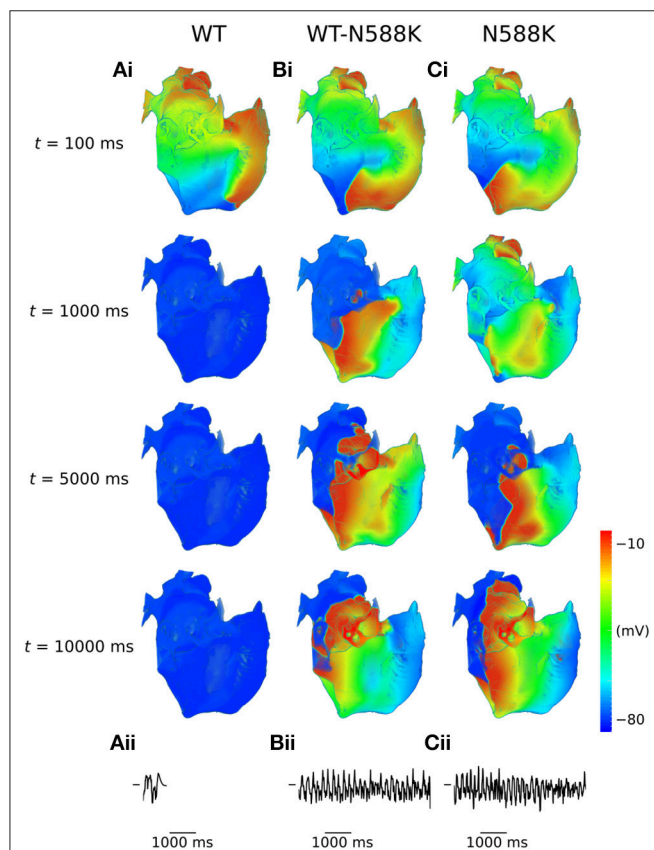 WT WT-N588K N588K
Ai Bi Ci
t = 100 ms
t = 1000 ms
t = 5000 ms
−10
(mV)
−80
t = 10000 ms
Aii Bii Cii
1000 ms 1000 ms 1000 ms